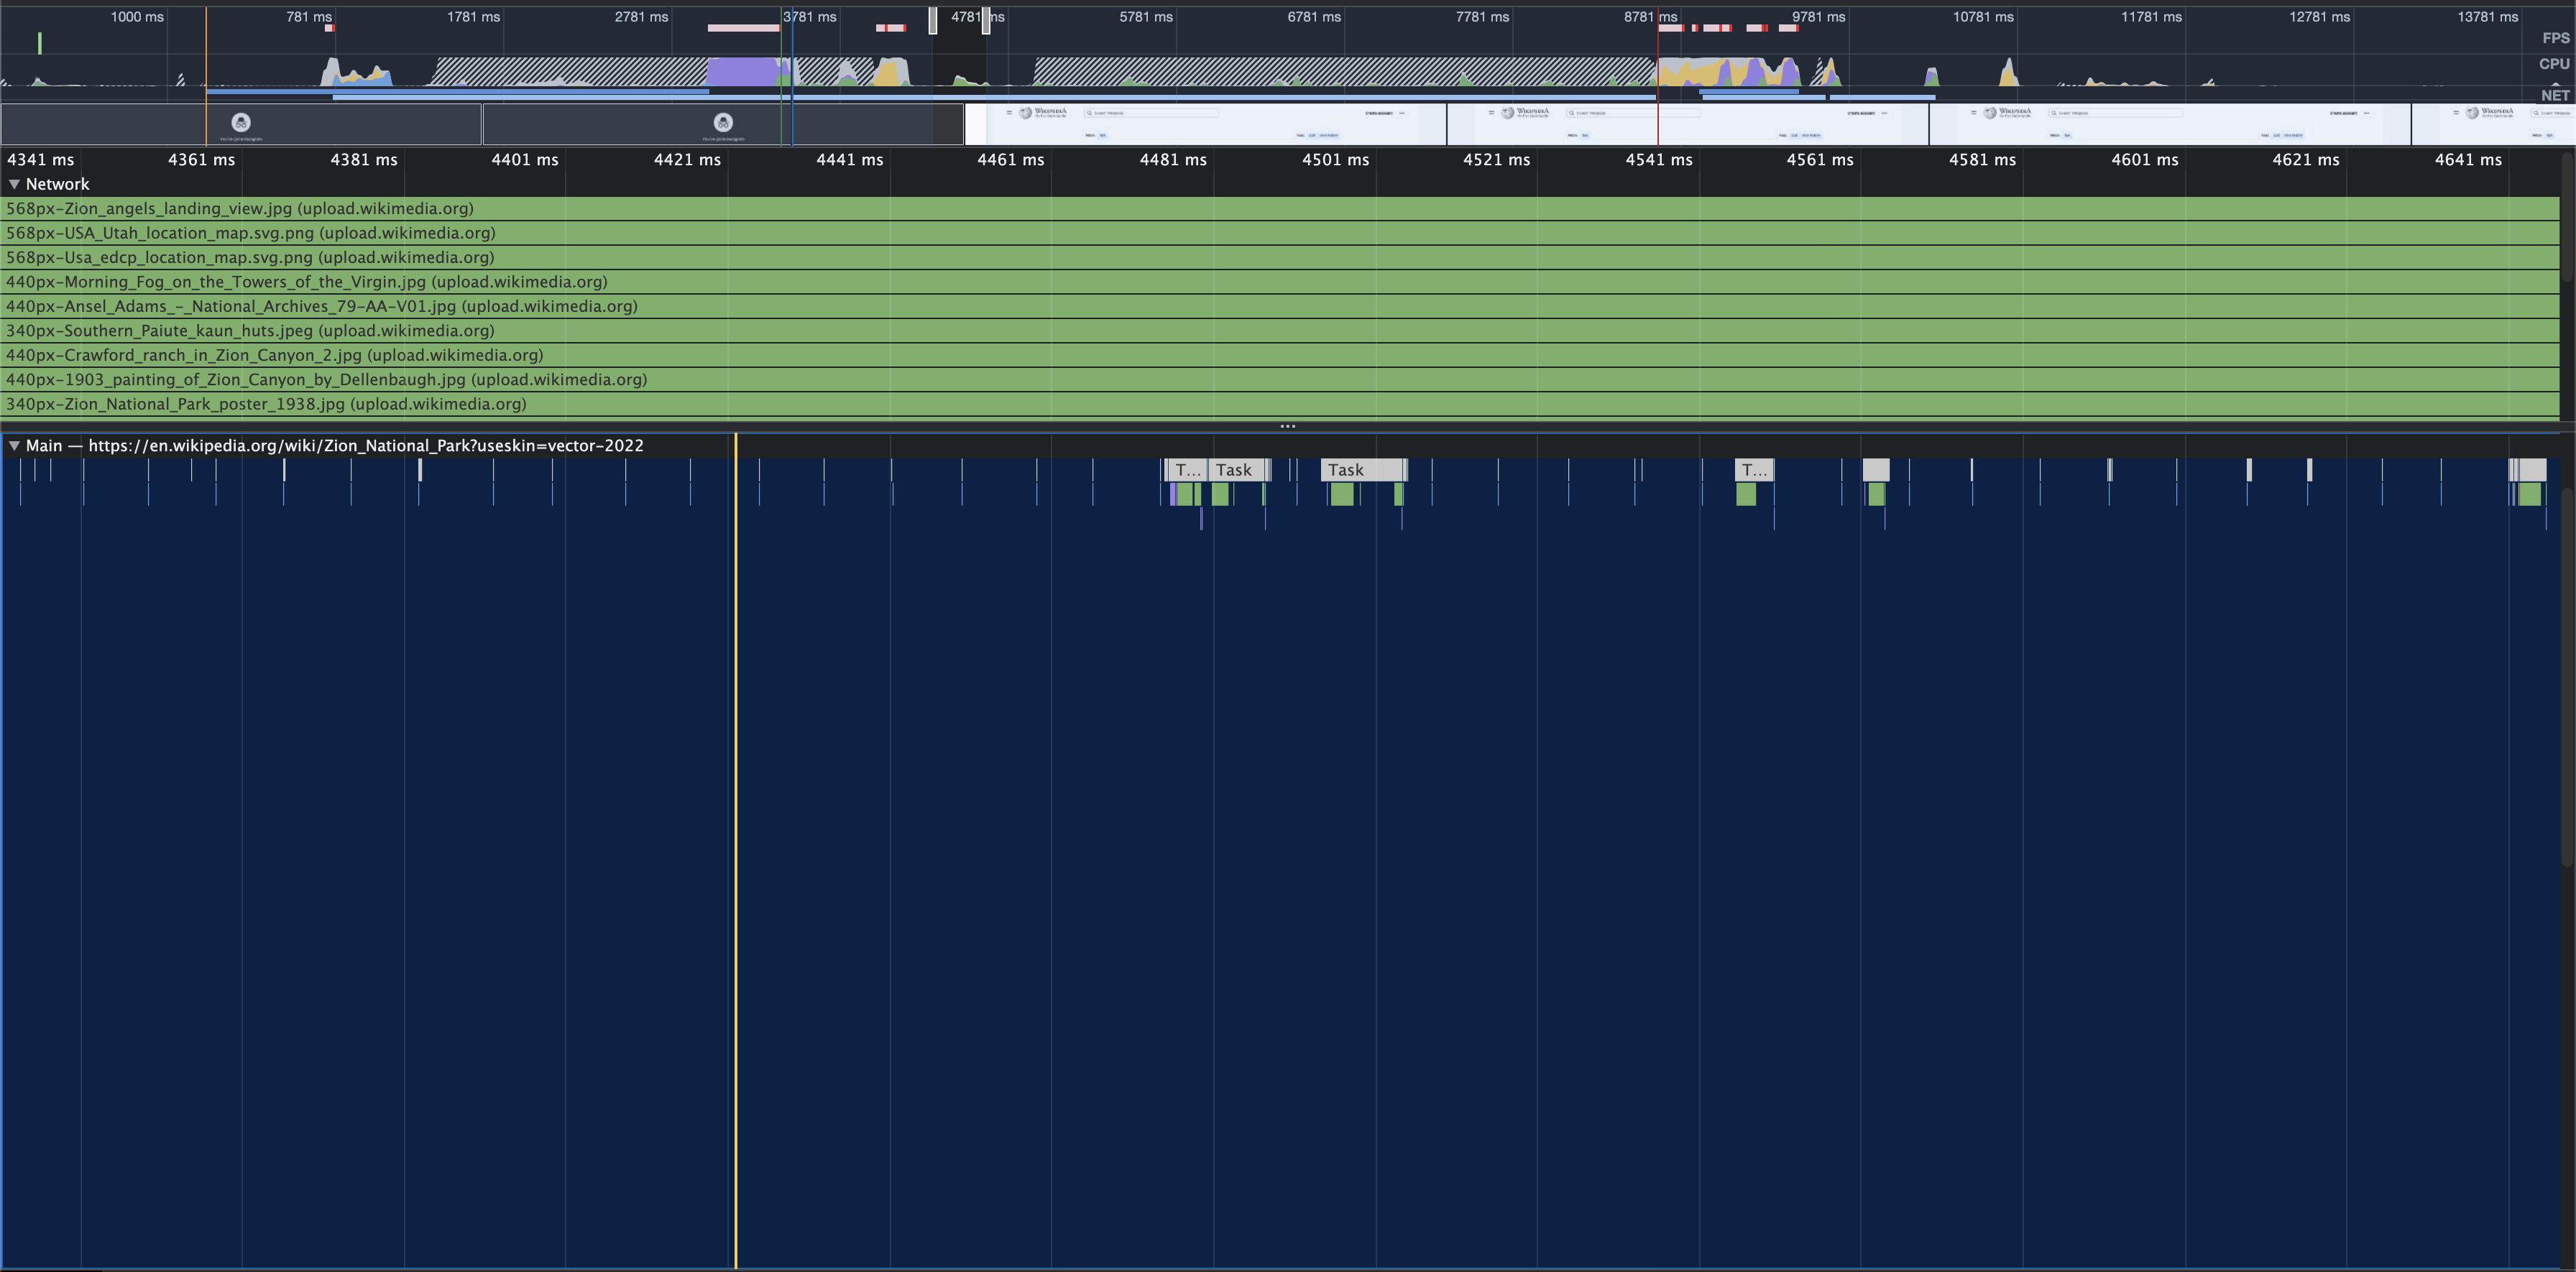 1000 ms 781 ms 1781 ms 2781 ms 3781 ms 4781 ms 5781 ms 6781 ms 7781 ms 8781 ms 9781 ms 10781 ms 11781 ms 12781 ms 13781 ms
FPS
CPU
NET
4341 ms 4361 ms 4381 ms 4401 ms 4421 ms 4441 ms 4461 ms 4481 ms 4501 ms 4521 ms 4541 ms 4561 ms 4581 ms 4601 ms 4621 ms 4641 ms
Network
568px-Zion_angels_landing_view.jpg (upload.wikimedia.org)
568px-USA_Utah_location_map.svg.png (upload.wikimedia.org)
568px-Usa_edcp_location_map.svg.png (upload.wikimedia.org)
440px-Morning_Fog_on_the_Towers_of_the_Virgin.jpg (upload.wikimedia.org)
440px-Ansel_Adams_-_National_Archives_79-AA-V01.jpg (upload.wikimedia.org)
340px-Southern_Paiute_kaun_huts.jpeg (upload.wikimedia.org)
440px-Crawford_ranch_in_Zion_Canyon_2.jpg (upload.wikimedia.org)
440px-1903_painting_of_Zion_Canyon_by_Dellenbaugh.jpg (upload.wikimedia.org)
340px-Zion_National_Park_poster_1938.jpg (upload.wikimedia.org)
Main — https://en.wikipedia.org/wiki/Zion_National_Park?useskin=vector-2022
T... Task Task T...